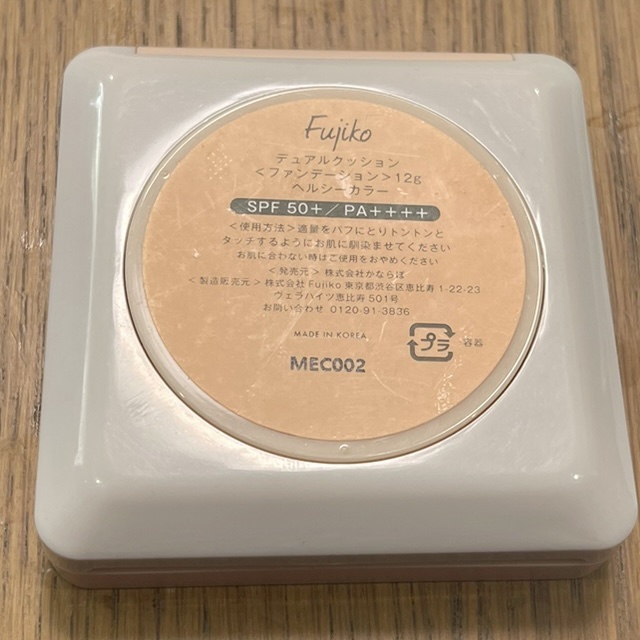 Fujiko
デュアルクッション
<ファンデーション>12g
ヘルシーカラー
SPF 50+/PA++++
<使用方法>適量をパフにとりトントンと
タッチするようにお肌に馴染ませてください
お肌に合わない時はご使用をおやめください
<発売元>株式会社かならぼ
<製造販売元>株式会社Fujiko 東京都渋谷区恵比寿1-22-23
ヴェラハイツ恵比寿501号
お問い合わせ 0120-91-3836
MADE IN KOREA
プラ 容器
MEC002